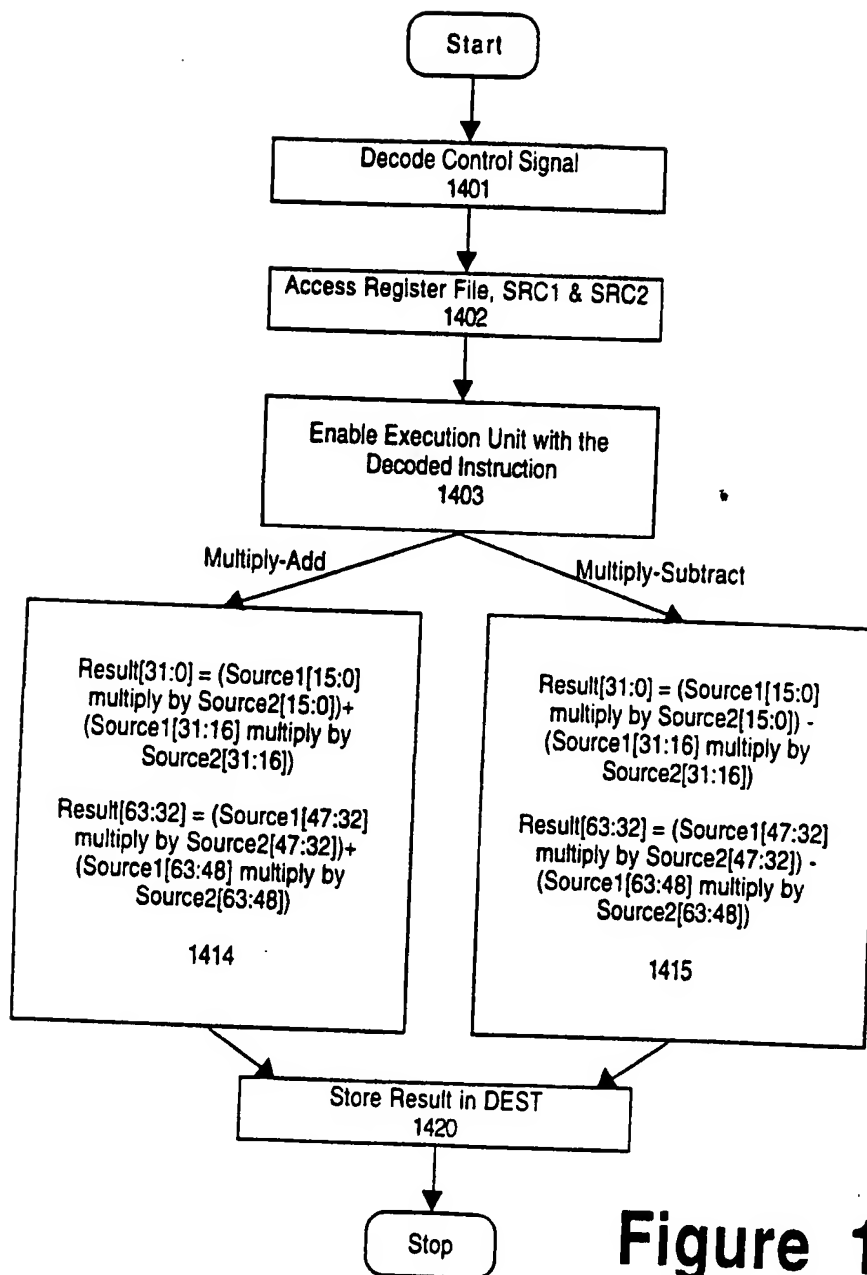 Start
Decode Control Signal
1401
Access Register File, SRC1 & SRC2
1402
Enable Execution Unit with the
Decoded Instruction
1403
Multiply-Add
Multiply-Subtract
Result[31:0] = (Source1[15:0]
multiply by Source2[15:0])+
(Source1[31:16] multiply by
Source2[31:16])
Result[63:32] = (Source1[47:32]
multiply by Source2[47:32])+
(Source1[63:48] multiply by
Source2[63:48])
1414
Result[31:0] = (Source1[15:0]
multiply by Source2[15:0]) -
(Source1[31:16] multiply by
Source2[31:16])
Result[63:32] = (Source1[47:32]
multiply by Source2[47:32]) -
(Source1[63:48] multiply by
Source2[63:48])
1415
Store Result in DEST
1420
Stop
Figure